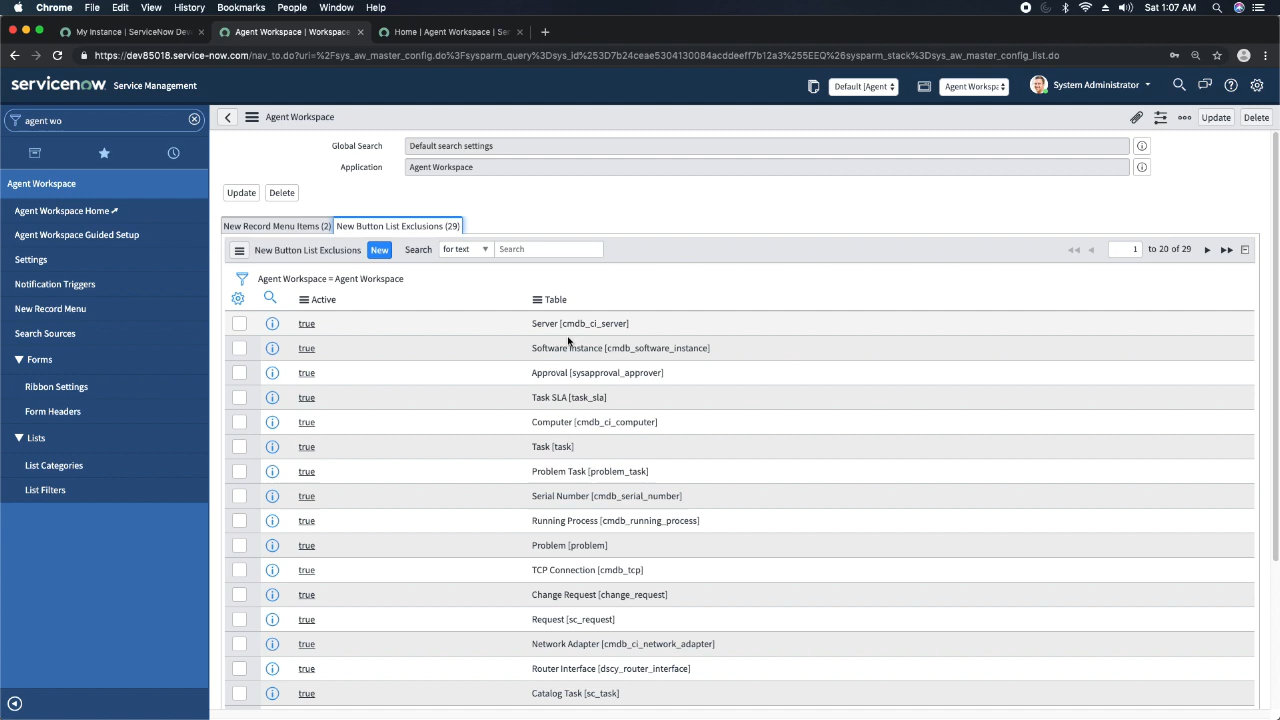 Chrome File Edit View History Bookmarks People Window Help Sat 1:07 AM
My Instance | ServiceNow Dev Agent Workspace | Workspace Home | Agent Workspace | Ser
https://dev85018.service-now.com/nav_to.do?uri=%2Fsys_aw_master_config.do%3Fsysparm_query%3Dsys_id%253D7b24ceae5304130084acddeeff7b12a3%255EEQ%26sysparm_stack%3Dsys_aw_master_config_list.do
servicenow Service Management Default [Agent Agent Worksp System Administrator
agent wo
Agent Workspace
Agent Workspace Home
Agent Workspace Guided Setup
Settings
Notification Triggers
New Record Menu
Search Sources
Forms
Ribbon Settings
Form Headers
Lists
List Categories
List Filters
Agent Workspace Update Delete
Global Search Default search settings
Application Agent Workspace
Update Delete
New Record Menu Items (2) New Button List Exclusions (29)
New Button List Exclusions New Search for text Search 1 to 20 of 29
Agent Workspace = Agent Workspace
Active Table
true Server [cmdb_ci_server]
true Software Instance [cmdb_software_instance]
true Approval [sysapproval_approver]
true Task SLA [task_sla]
true Computer [cmdb_ci_computer]
true Task [task]
true Problem Task [problem_task]
true Serial Number [cmdb_serial_number]
true Running Process [cmdb_running_process]
true Problem [problem]
true TCP Connection [cmdb_tcp]
true Change Request [change_request]
true Request [sc_request]
true Network Adapter [cmdb_ci_network_adapter]
true Router Interface [dscy_router_interface]
true Catalog Task [sc_task]